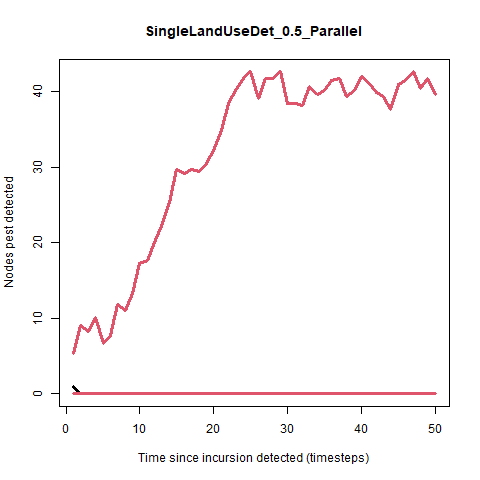 SingleLandUseDet_0.5_Parallel
Nodes pest detected
40
30
20
10
0
0 10 20 30 40 50
Time since incursion detected (timesteps)